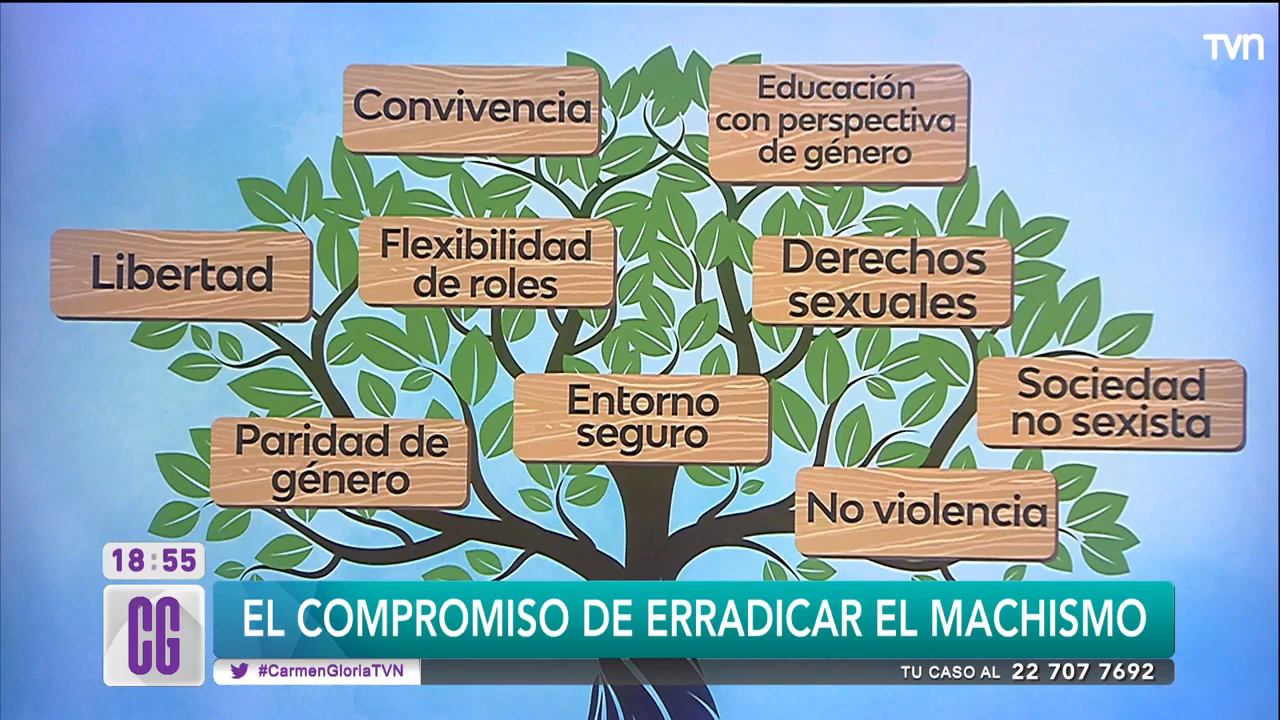 TVN
Convivencia
Educación
con perspectiva
de género
Libertad
Flexibilidad
de roles
Derechos
sexuales
Entorno
seguro
Sociedad
no sexista
Paridad de
género
No violencia
18:55
CG
EL COMPROMISO DE ERRADICAR EL MACHISMO
#CarmenGloriaTVN
TU CASO AL 22 707 7692